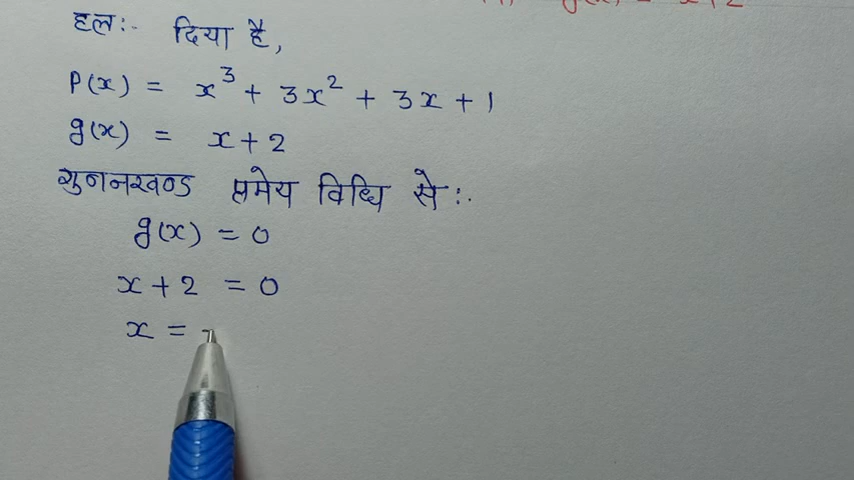 हल:- दिया है,
P(x) = x³ + 3x² + 3x + 1
g(x) = x + 2
गुणनखण्ड प्रमेय विधि से :-
g(x) = 0
x + 2 = 0
x = -